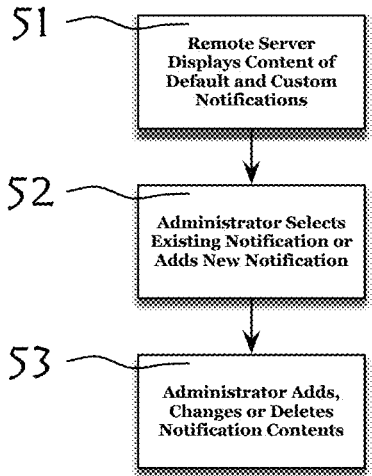 51
Remote Server
Displays Content of
Default and Custom
Notifications
52
Administrator Selects
Existing Notification or
Adds New Notification
53
Administrator Adds,
Changes or Deletes
Notification Contents